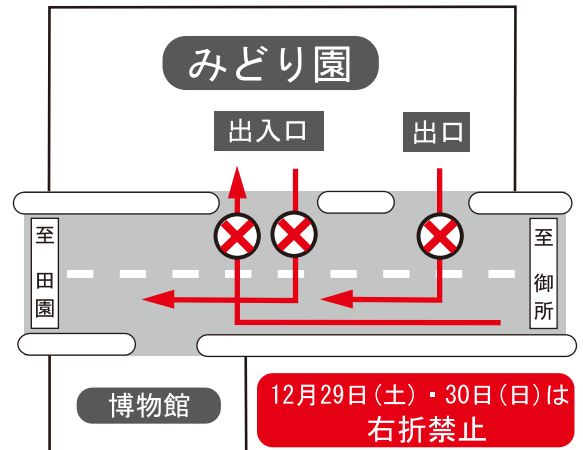 みどり園
出入口
出口
至田園
至御所
博物館
12月29日(土)・30日(日)は
右折禁止